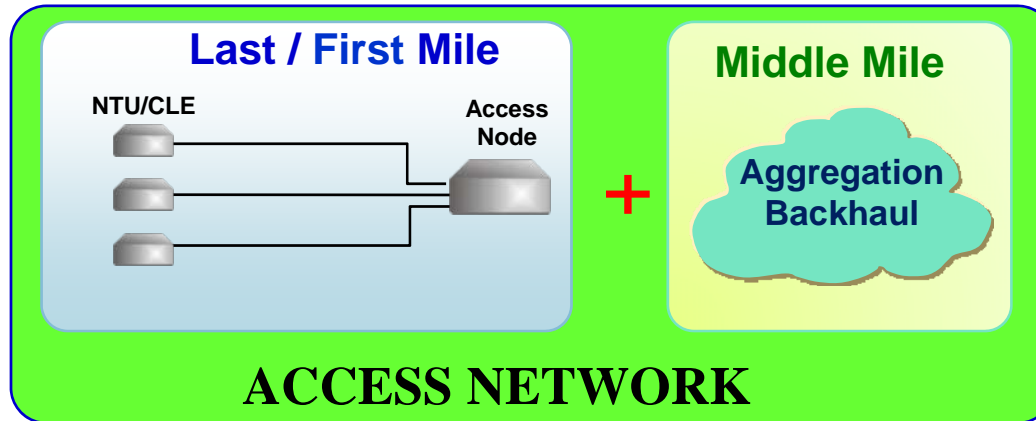 Last / First Mile
NTU/CLE
Access
Node
+
Middle Mile
Aggregation
Backhaul
ACCESS NETWORK